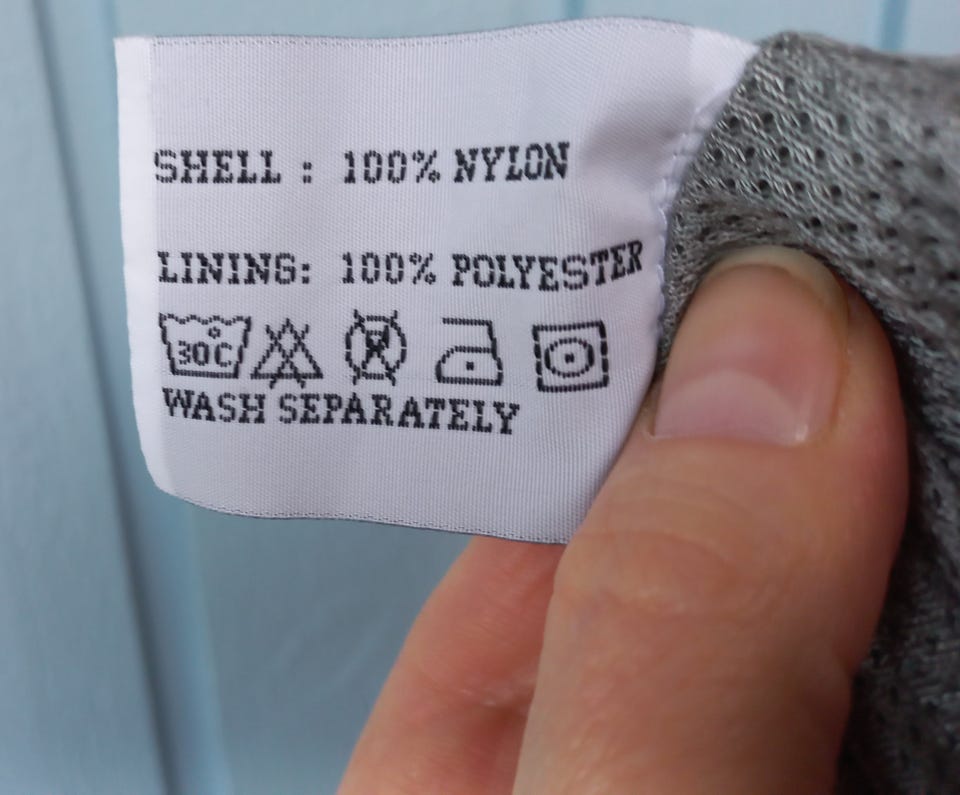 SHELL : 100% NYLON
LINING: 100% POLYESTER
30C
WASH SEPARATELY